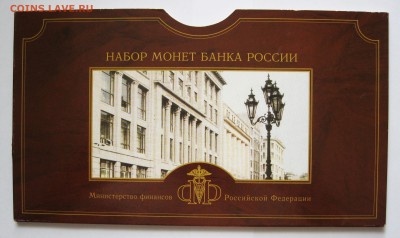 COINS.LAVE.RU
НАБОР МОНЕТ БАНКА РОССИИ
Министерство финансов Российской Федерации